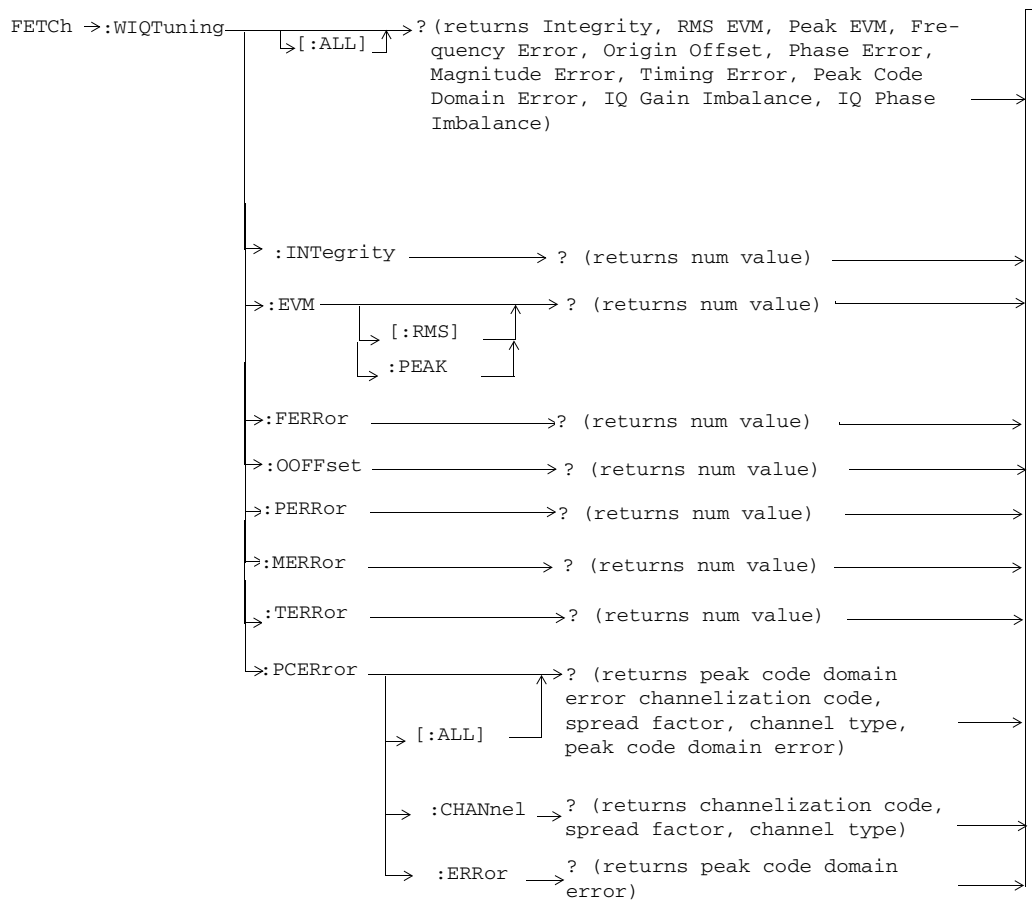 FETCh :WIQTuning ? (returns Integrity, RMS EVM, Peak EVM, Fre-
[:ALL] quency Error, Origin Offset, Phase Error,
Magnitude Error, Timing Error, Peak Code
Domain Error, IQ Gain Imbalance, IQ Phase
Imbalance)
:INTegrity ? (returns num value)
:EVM ? (returns num value)
[:RMS]
:PEAK
:FERRor ? (returns num value)
:OOFFset ? (returns num value)
:PERRor ? (returns num value)
:MERRor ? (returns num value)
:TERRor ? (returns num value)
:PCERror ? (returns peak code domain
error channelization code,
spread factor, channel type,
[:ALL] peak code domain error)
:CHANnel ? (returns channelization code,
spread factor, channel type)
:ERRor ? (returns peak code domain
error)